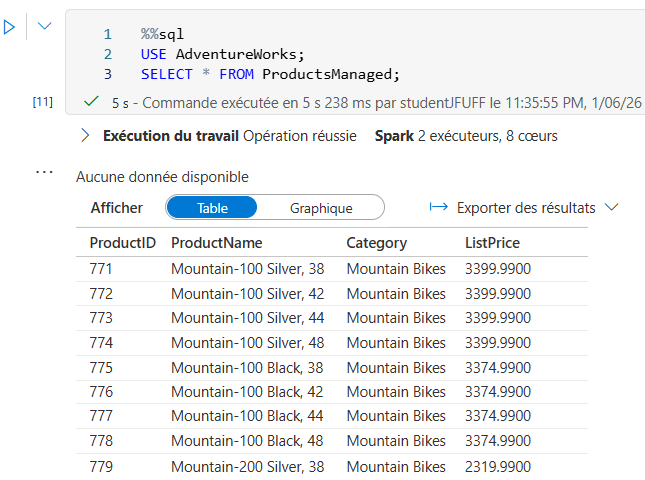 1 %%sql
2 USE AdventureWorks;
3 SELECT * FROM ProductsManaged;
[11] 5 s - Commande exécutée en 5 s 238 ms par studentJFUFF le 11:35:55 PM, 1/06/26
Exécution du travail Opération réussie Spark 2 exécuteurs, 8 cœurs
Aucune donnée disponible
Afficher Table Graphique Exporter des résultats
ProductID ProductName Category ListPrice
771 Mountain-100 Silver, 38 Mountain Bikes 3399.9900
772 Mountain-100 Silver, 42 Mountain Bikes 3399.9900
773 Mountain-100 Silver, 44 Mountain Bikes 3399.9900
774 Mountain-100 Silver, 48 Mountain Bikes 3399.9900
775 Mountain-100 Black, 38 Mountain Bikes 3374.9900
776 Mountain-100 Black, 42 Mountain Bikes 3374.9900
777 Mountain-100 Black, 44 Mountain Bikes 3374.9900
778 Mountain-100 Black, 48 Mountain Bikes 3374.9900
779 Mountain-200 Silver, 38 Mountain Bikes 2319.9900